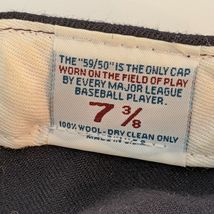 THE "59/50" IS THE ONLY CAP
WORN ON THE FIELD OF PLAY
BY EVERY MAJOR LEAGUE
BASEBALL PLAYER.
7 3/8
100% WOOL-DRY CLEAN ONLY